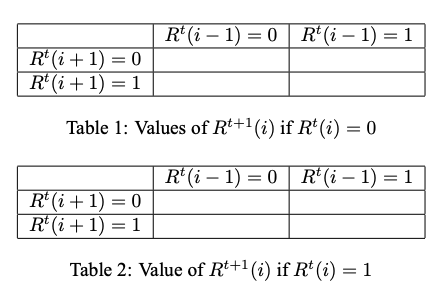 R^t(i − 1) = 0 R^t(i − 1) = 1
R^t(i + 1) = 0
R^t(i + 1) = 1
Table 1: Values of R^{t+1}(i) if R^t(i) = 0
R^t(i − 1) = 0 R^t(i − 1) = 1
R^t(i + 1) = 0
R^t(i + 1) = 1
Table 2: Value of R^{t+1}(i) if R^t(i) = 1